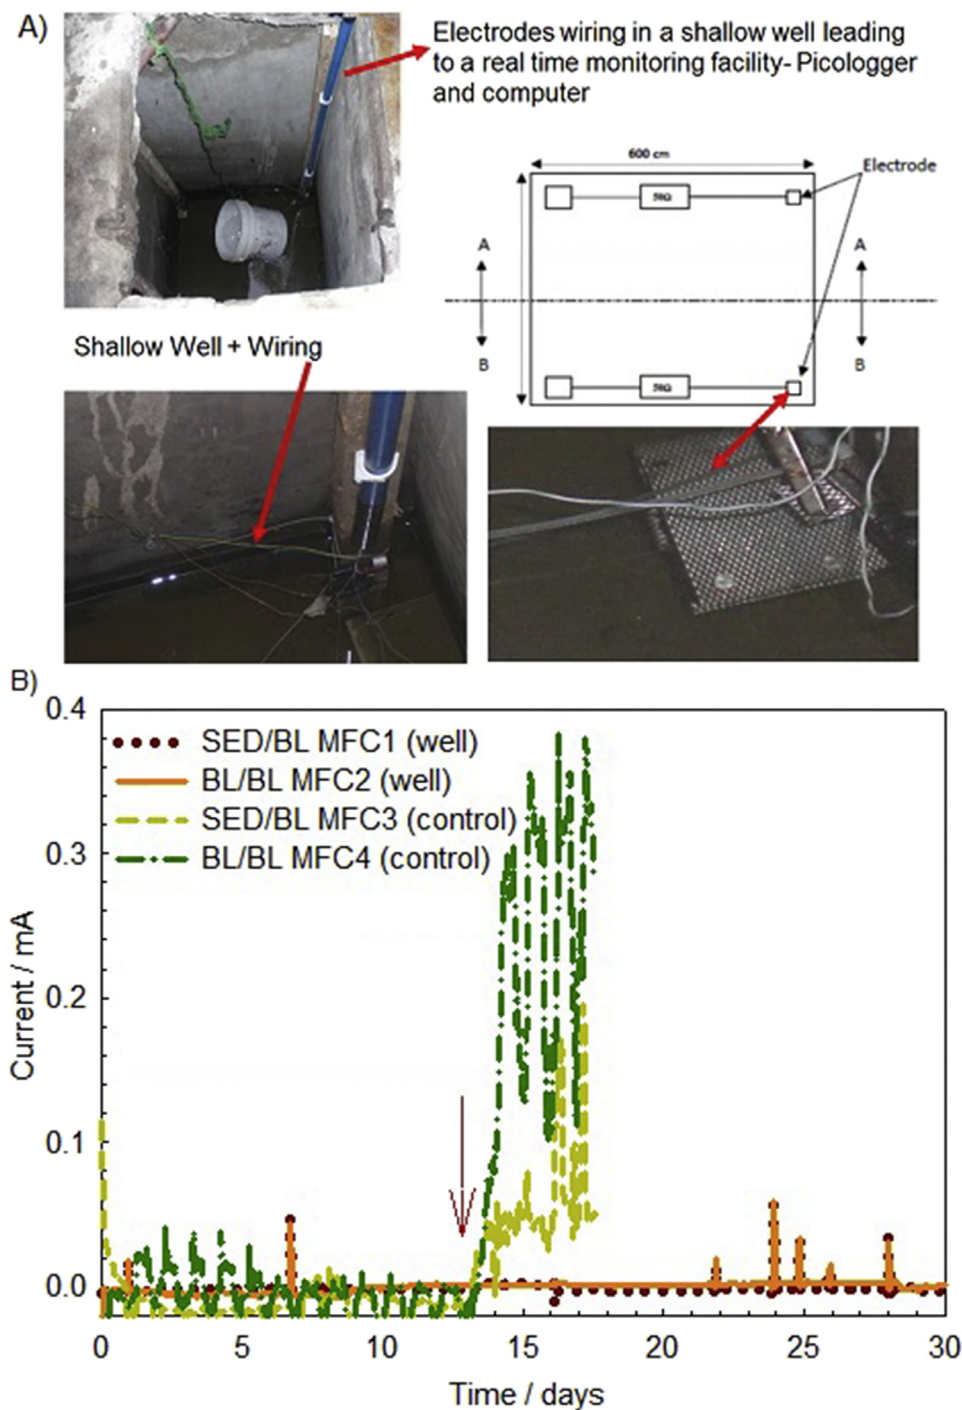 A)
Electrodes wiring in a shallow well leading
to a real time monitoring facility- Picologger
and computer
600 cm
Electrode
50Ω
A
A
B
B
50Ω
Shallow Well + Wiring
B)
0.4
SED/BL MFC1 (well)
BL/BL MFC2 (well)
SED/BL MFC3 (control)
BL/BL MFC4 (control)
0.3
0.2
0.1
0.0
Current / mA
0
5
10
15
20
25
30
Time / days